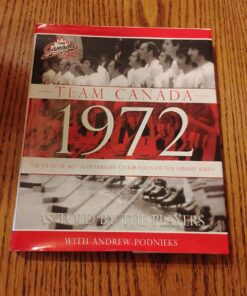 Canada
TEAM CANADA
1972
THE OFFICIAL 40TH ANNIVERSARY CELEBRATION OF THE SUMMIT SERIES
AS TOLD BY THE PLAYERS
WITH ANDREW PODNIEKS